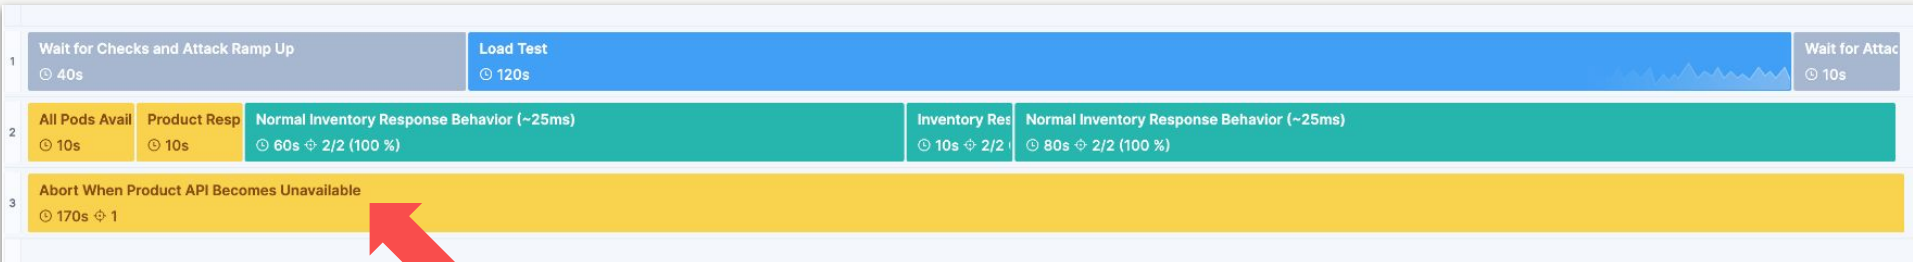 1
Wait for Checks and Attack Ramp Up
40s
Load Test
120s
Wait for Attac
10s
2
All Pods Avail
10s
Product Resp
10s
Normal Inventory Response Behavior (~25ms)
60s 2/2 (100 %)
Inventory Res
10s 2/2
Normal Inventory Response Behavior (~25ms)
80s 2/2 (100 %)
3
Abort When Product API Becomes Unavailable
170s 1